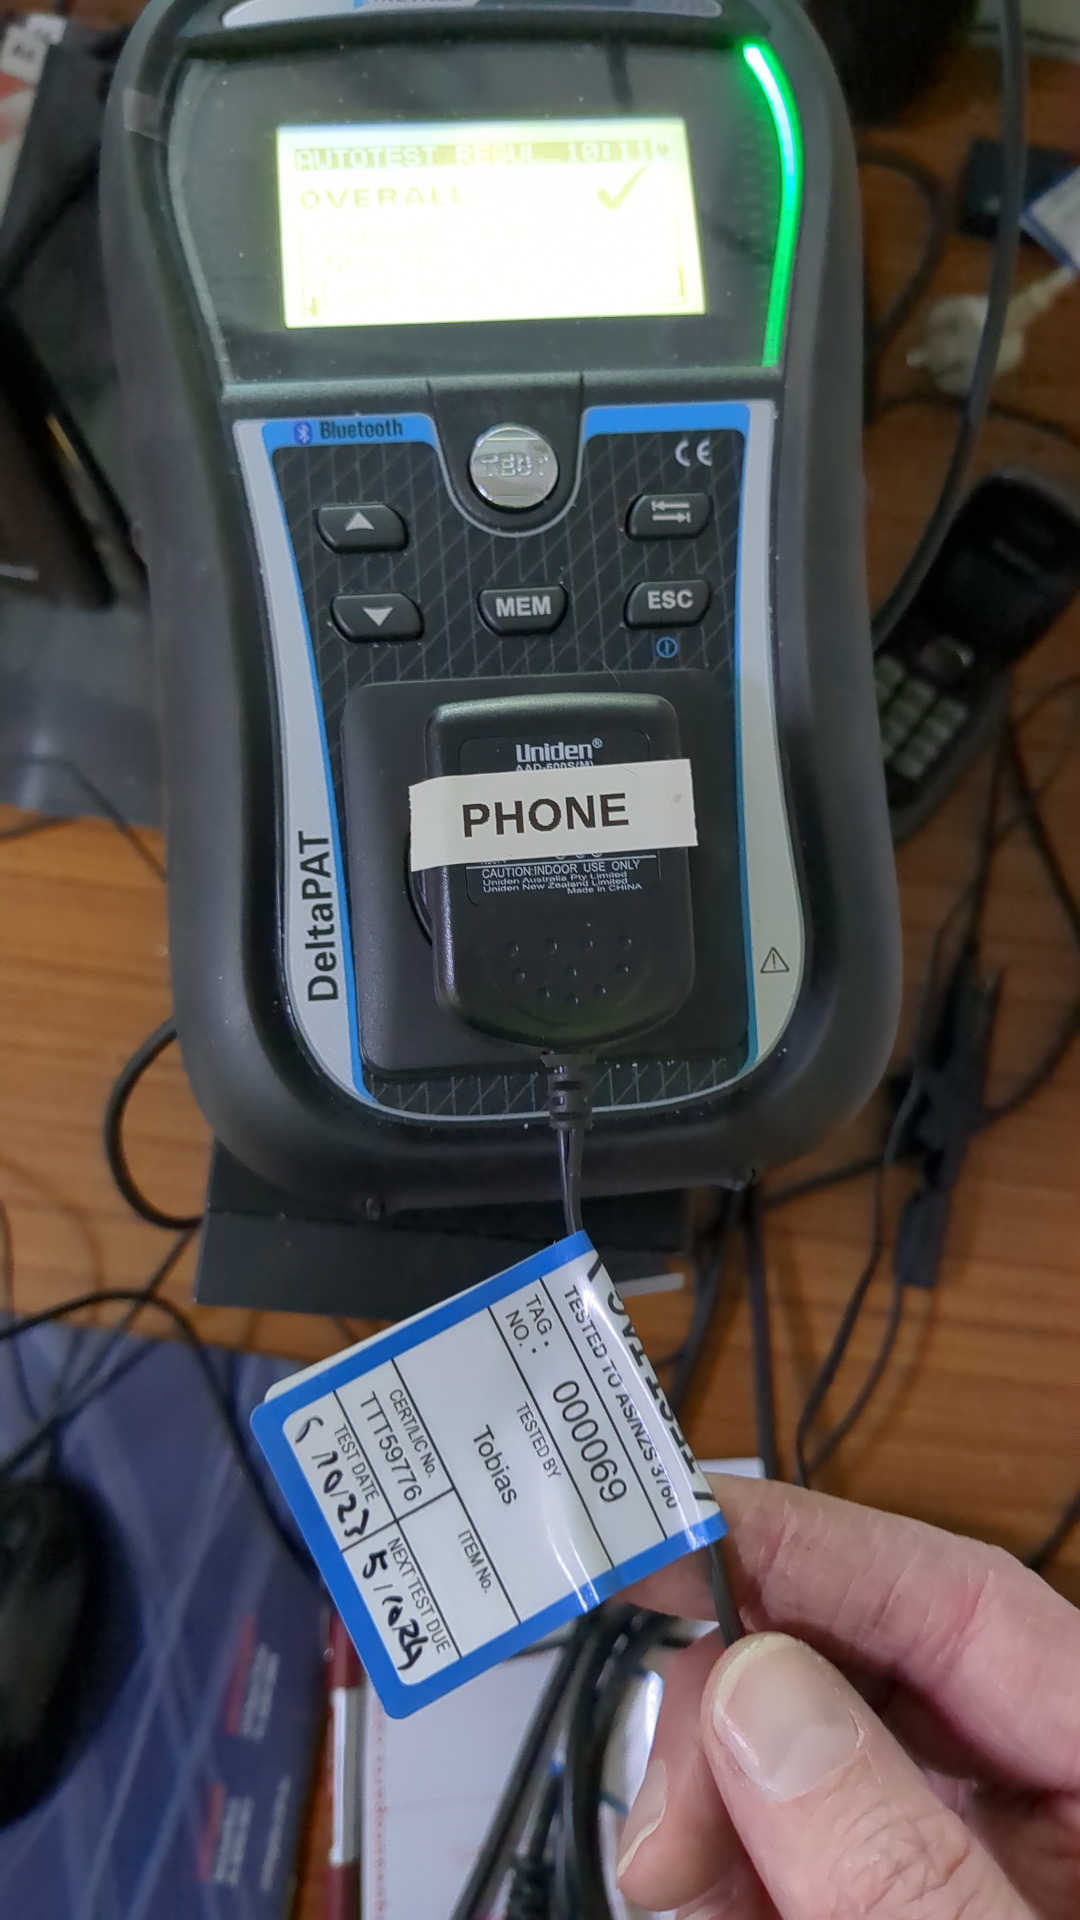 AUTOTEST RESUL.. 10:11
OVERALL
Bluetooth
TEST
CE
MEM
ESC
DeltaPAT
Uniden®
AAD-600S(M)
PHONE
CAUTION:INDOOR USE ONLY
Uniden Australia Pty Limited
Uniden New Zealand Limited
Made in CHINA
TESTED TO AS/NZS 3760
TAG NO.: 000069
TESTED BY
Tobias
CERT/LIC No.
TTT59776
ITEM No.
TEST DATE
5/10/23
NEXT TEST DUE
5/10/24